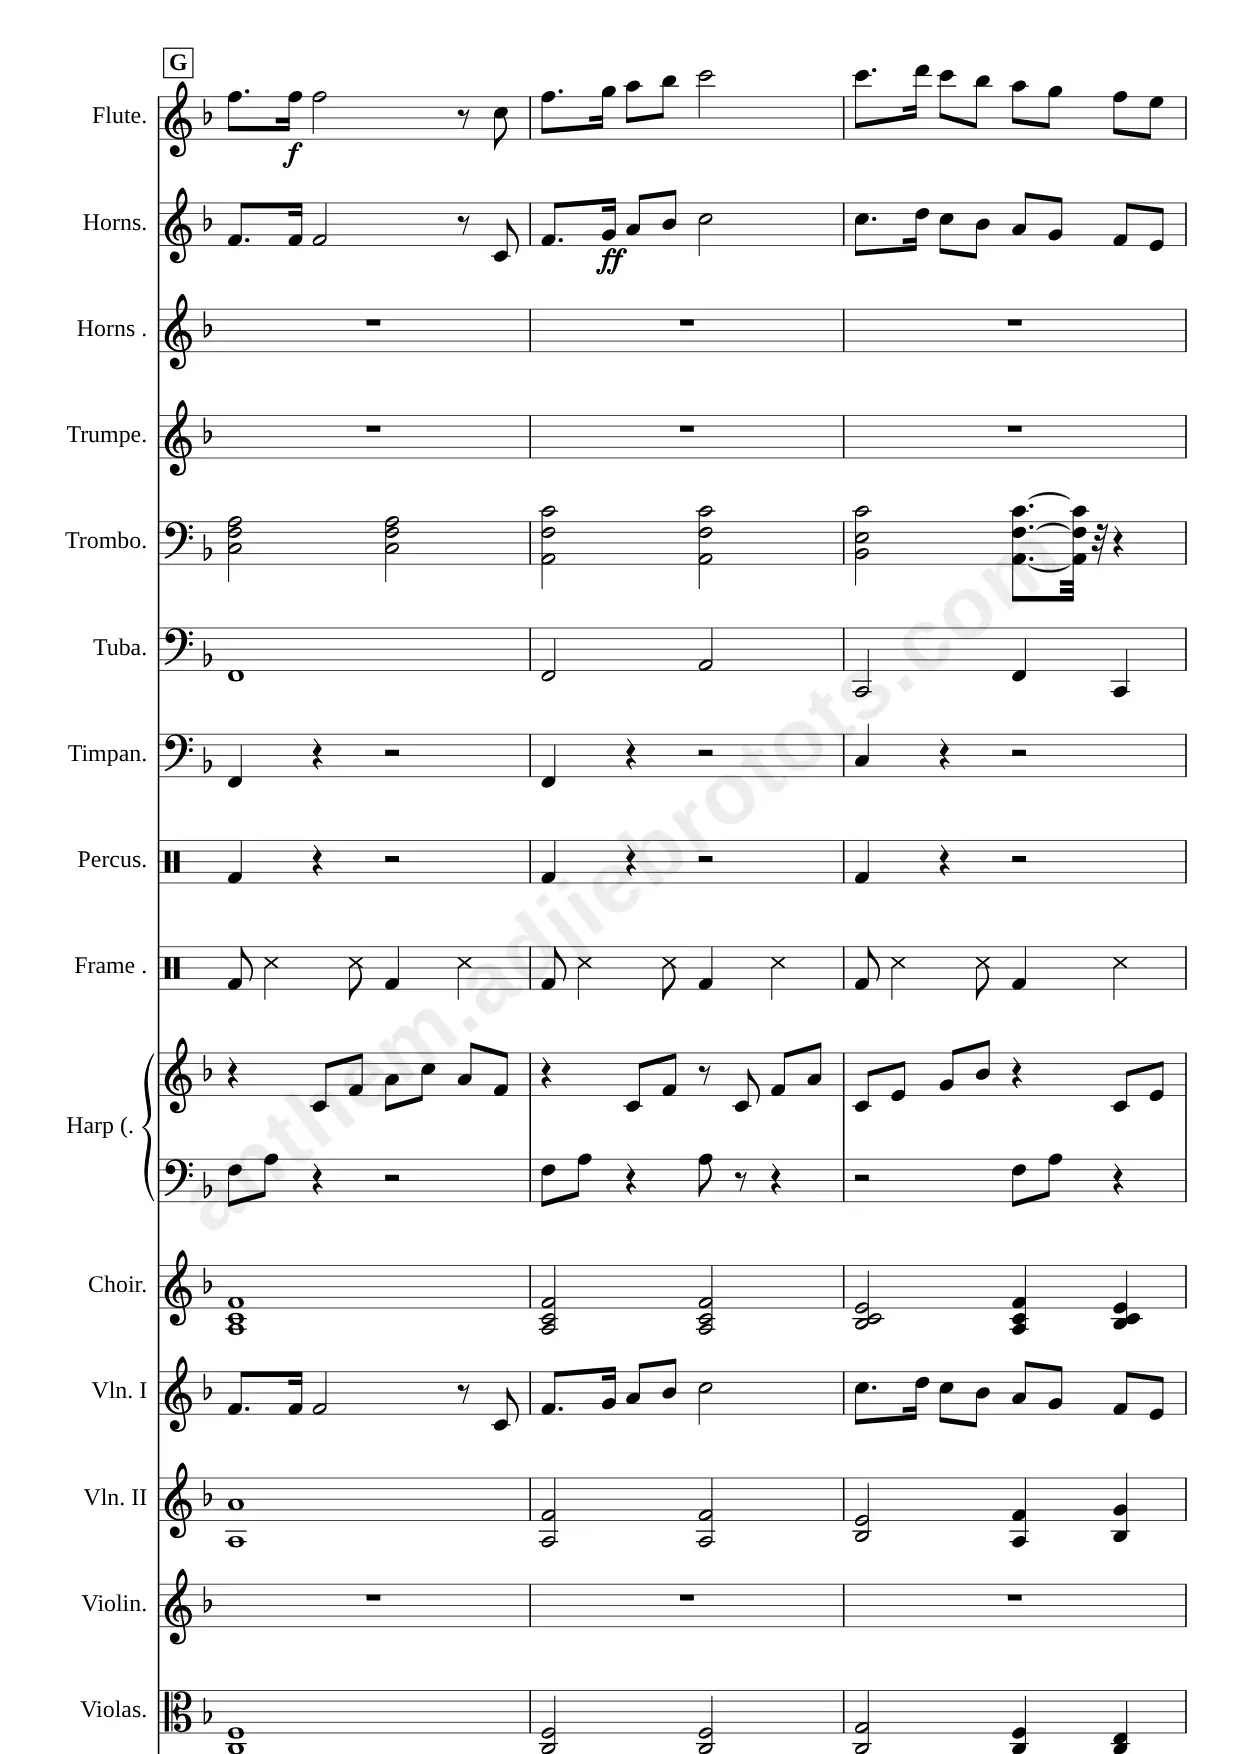 G
Flute.
f
Horns.
ff
Horns .
Trumpe.
Trombo.
Tuba.
Timpan.
Percus.
Frame .
Harp (.
Choir.
Vln. I
Vln. II
Violin.
Violas.
anthem.adjiebrotots.com